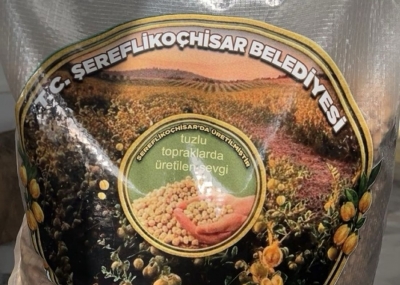 T.C. ŞEREFLİKOÇHİSAR BELEDİYESİ
ŞEREFLİKOÇHİSAR'DA ÜRETİLMİŞTİR
tuzlu
topraklarda
üretilen sevgi